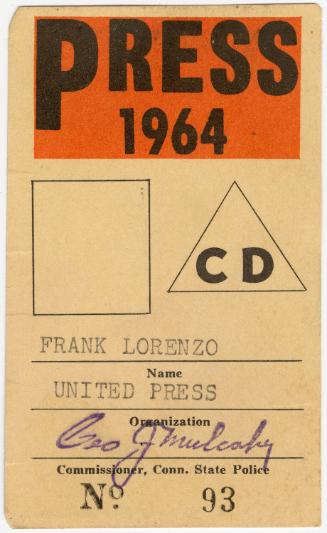 PRESS
1964
CD
FRANK LORENZO
Name
UNITED PRESS
Organization
Geo J Mulcahy
Commissioner, Conn. State Police
No 93